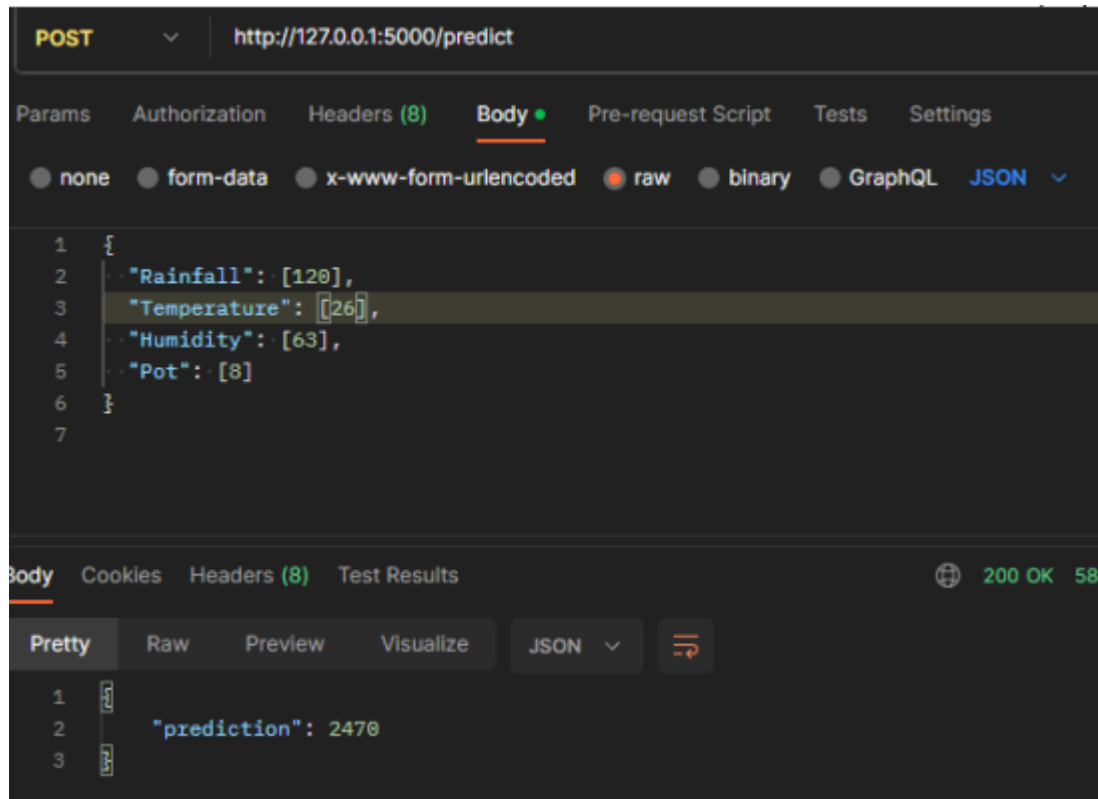 POST http://127.0.0.1:5000/predict
Params Authorization Headers (8) Body Pre-request Script Tests Settings
none form-data x-www-form-urlencoded raw binary GraphQL JSON
1 {
2 "Rainfall": [120],
3 "Temperature": [26],
4 "Humidity": [63],
5 "Pot": [8]
6 }
7
Body Cookies Headers (8) Test Results 200 OK 58
Pretty Raw Preview Visualize JSON
1 {
2 "prediction": 2470
3 }